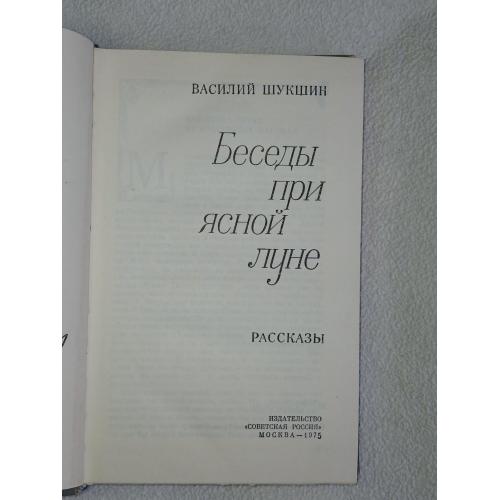 ВАСИЛИЙ ШУКШИН
Беседы
при
ясной
луне
РАССКАЗЫ
ИЗДАТЕЛЬСТВО
«СОВЕТСКАЯ РОССИЯ»
МОСКВА—1975